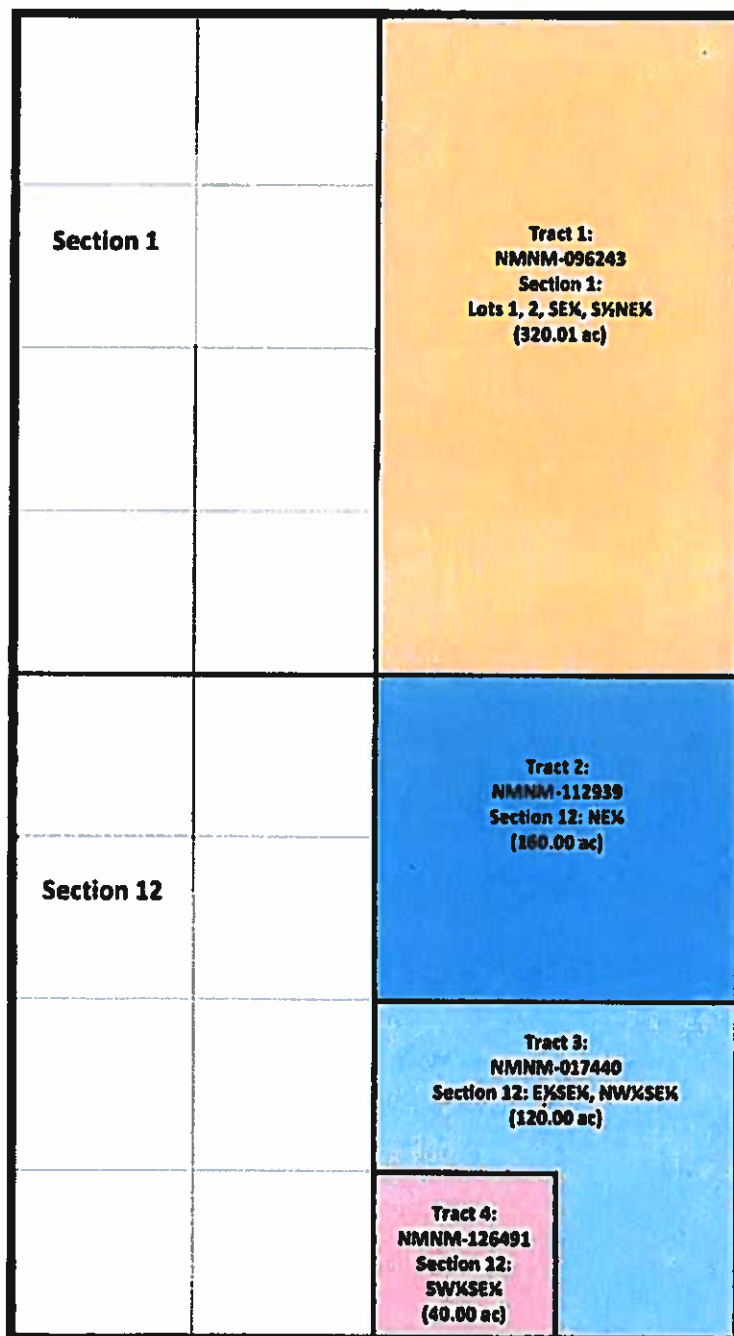 Section 1
Tract 1:
NMNM-096243
Section 1:
Lots 1, 2, SE¼, S½NE¼
(320.01 ac)
Tract 2:
NMNM-112939
Section 12: NE¼
(160.00 ac)
Section 12
Tract 3:
NMNM-017440
Section 12: E½SE¼, NW¼SE¼
(120.00 ac)
Tract 4:
NMNM-126491
Section 12:
SW¼SE¼
(40.00 ac)